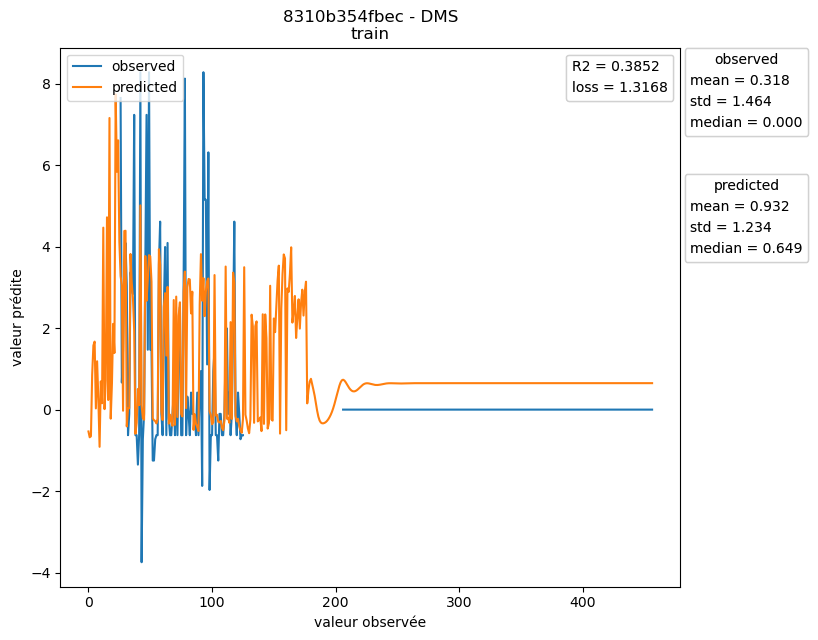 8310b354fbec - DMS
train
observed
predicted
R2 = 0.3852
loss = 1.3168
observed
mean = 0.318
std = 1.464
median = 0.000
predicted
mean = 0.932
std = 1.234
median = 0.649
valeur prédite
8
6
4
2
0
−2
−4
0
100
200
300
400
valeur observée